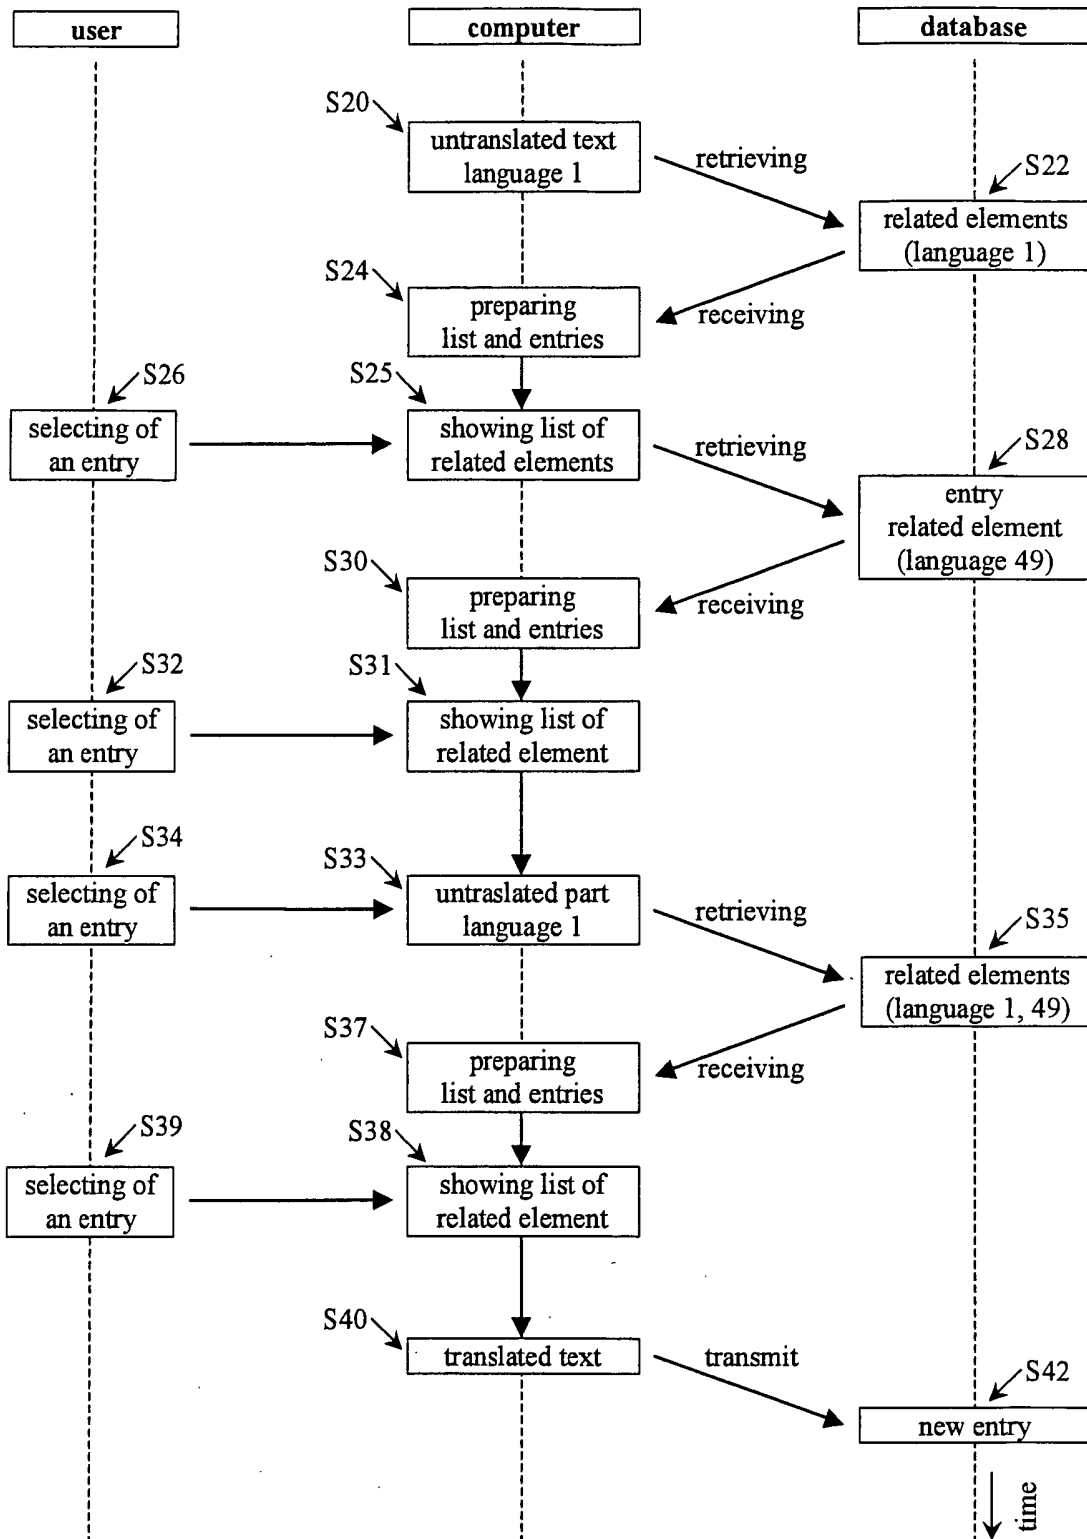 user
computer
database
S20
untranslated text
language 1
retrieving
S22
related elements
(language 1)
S24
preparing
list and entries
receiving
S26
S25
selecting of
an entry
showing list of
related elements
retrieving
S28
entry
related element
(language 49)
S30
preparing
list and entries
receiving
S32
S31
selecting of
an entry
showing list of
related element
S34
S33
selecting of
an entry
untraslated part
language 1
retrieving
S35
related elements
(language 1, 49)
S37
preparing
list and entries
receiving
S39
S38
selecting of
an entry
showing list of
related element
S40
translated text
transmit
S42
new entry
time